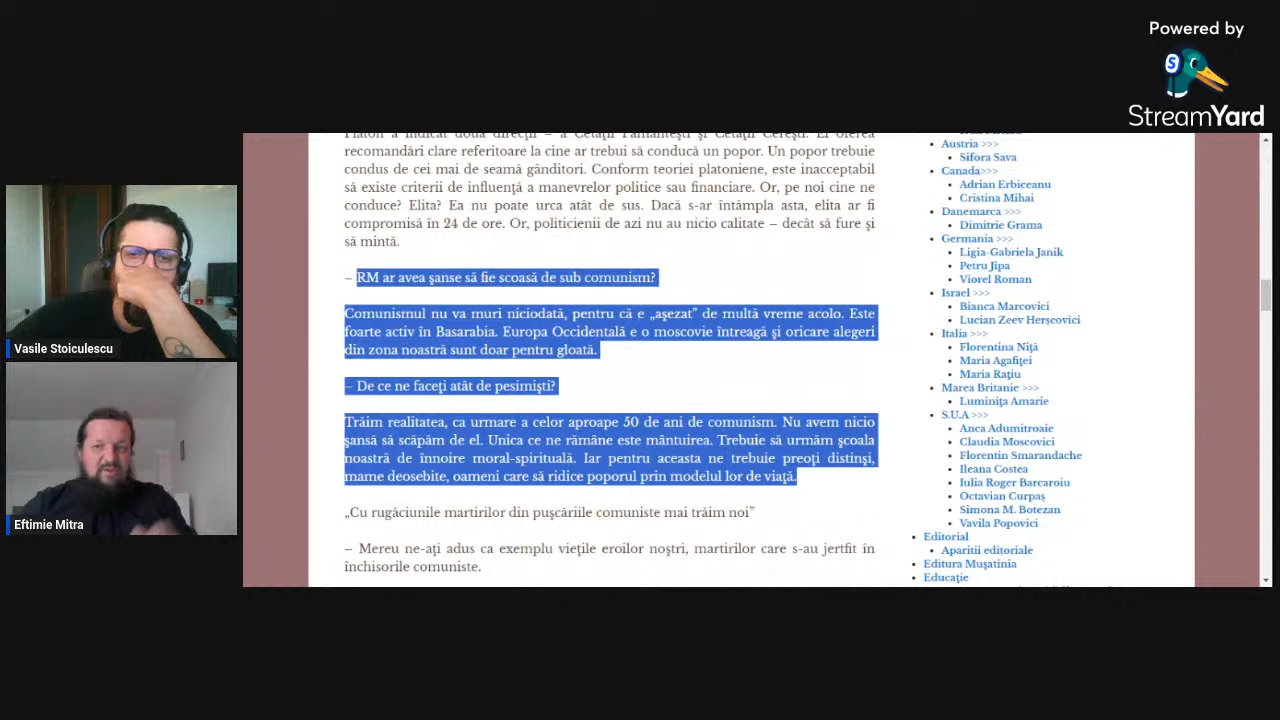 Powered by
S
StreamYard
Vasile Stoiculescu
Eftimie Mitra
Platon a indicat două direcţii – a Cetăţii Pământeşti şi Cetăţii Cereşti. El oferea
recomandări clare referitoare la cine ar trebui să conducă un popor. Un popor trebuie
condus de cei mai de seamă gânditori. Conform teoriei platoniene, este inacceptabil
să existe criterii de influenţă a manevrelor politice sau financiare. Or, pe noi cine ne
conduce? Elita? Ea nu poate urca atât de sus. Dacă s-ar întâmpla asta, elita ar fi
compromisă în 24 de ore. Or, politicienii de azi nu au nicio calitate – decât să fure şi
să mintă.
– RM ar avea şanse să fie scoasă de sub comunism?
Comunismul nu va muri niciodată, pentru că e „aşezat” de multă vreme acolo. Este
foarte activ în Basarabia. Europa Occidentală e o moscovie întreagă şi oricare alegeri
din zona noastră sunt doar pentru gloată.
– De ce ne faceţi atât de pesimişti?
Trăim realitatea, ca urmare a celor aproape 50 de ani de comunism. Nu avem nicio
şansă să scăpăm de el. Unica ce ne rămâne este mântuirea. Trebuie să urmăm şcoala
noastră de înnoire moral-spirituală. Iar pentru aceasta ne trebuie preoţi distinşi,
mame deosebite, oameni care să ridice poporul prin modelul lor de viaţă.
„Cu rugăciunile martirilor din puşcăriile comuniste mai trăim noi”
– Mereu ne-aţi adus ca exemplu vieţile eroilor noştri, martirilor care s-au jertfit în
închisorile comuniste.
Austria >>>
Sifora Sava
Canada>>>
Adrian Erbiceanu
Cristina Mihai
Danemarca >>>
Dimitrie Grama
Germania >>>
Ligia-Gabriela Janik
Petru Jipa
Viorel Roman
Israel >>>
Bianca Marcovici
Lucian Zeev Herşcovici
Italia >>>
Florentina Niţă
Maria Agafiţei
Maria Raţiu
Marea Britanie >>>
Luminiţa Amarie
S.U.A >>>
Anca Adumitroaie
Claudia Moscovici
Florentin Smarandache
Ileana Costea
Iulia Roger Barcaroiu
Octavian Curpaş
Simona M. Botezan
Vavila Popovici
Editorial
Aparitii editoriale
Editura Muşatinia
Educaţie